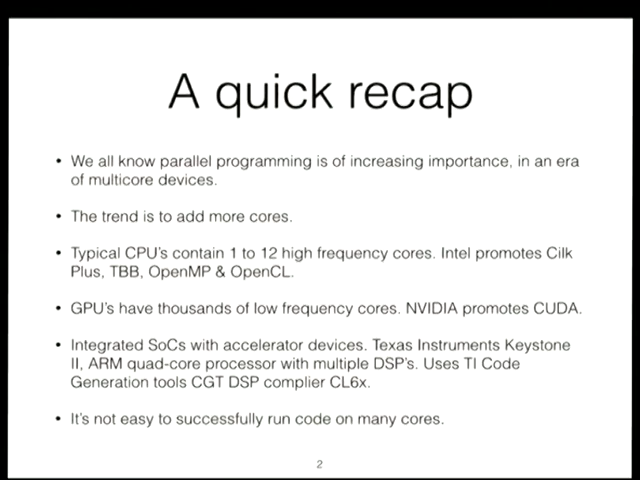 A quick recap
• We all know parallel programming is of increasing importance, in an era
of multicore devices.
• The trend is to add more cores.
• Typical CPU's contain 1 to 12 high frequency cores. Intel promotes Cilk
Plus, TBB, OpenMP & OpenCL.
• GPU's have thousands of low frequency cores. NVIDIA promotes CUDA.
• Integrated SoCs with accelerator devices. Texas Instruments Keystone
II, ARM quad-core processor with multiple DSP's. Uses TI Code
Generation tools CGT DSP complier CL6x.
• It's not easy to successfully run code on many cores.
2